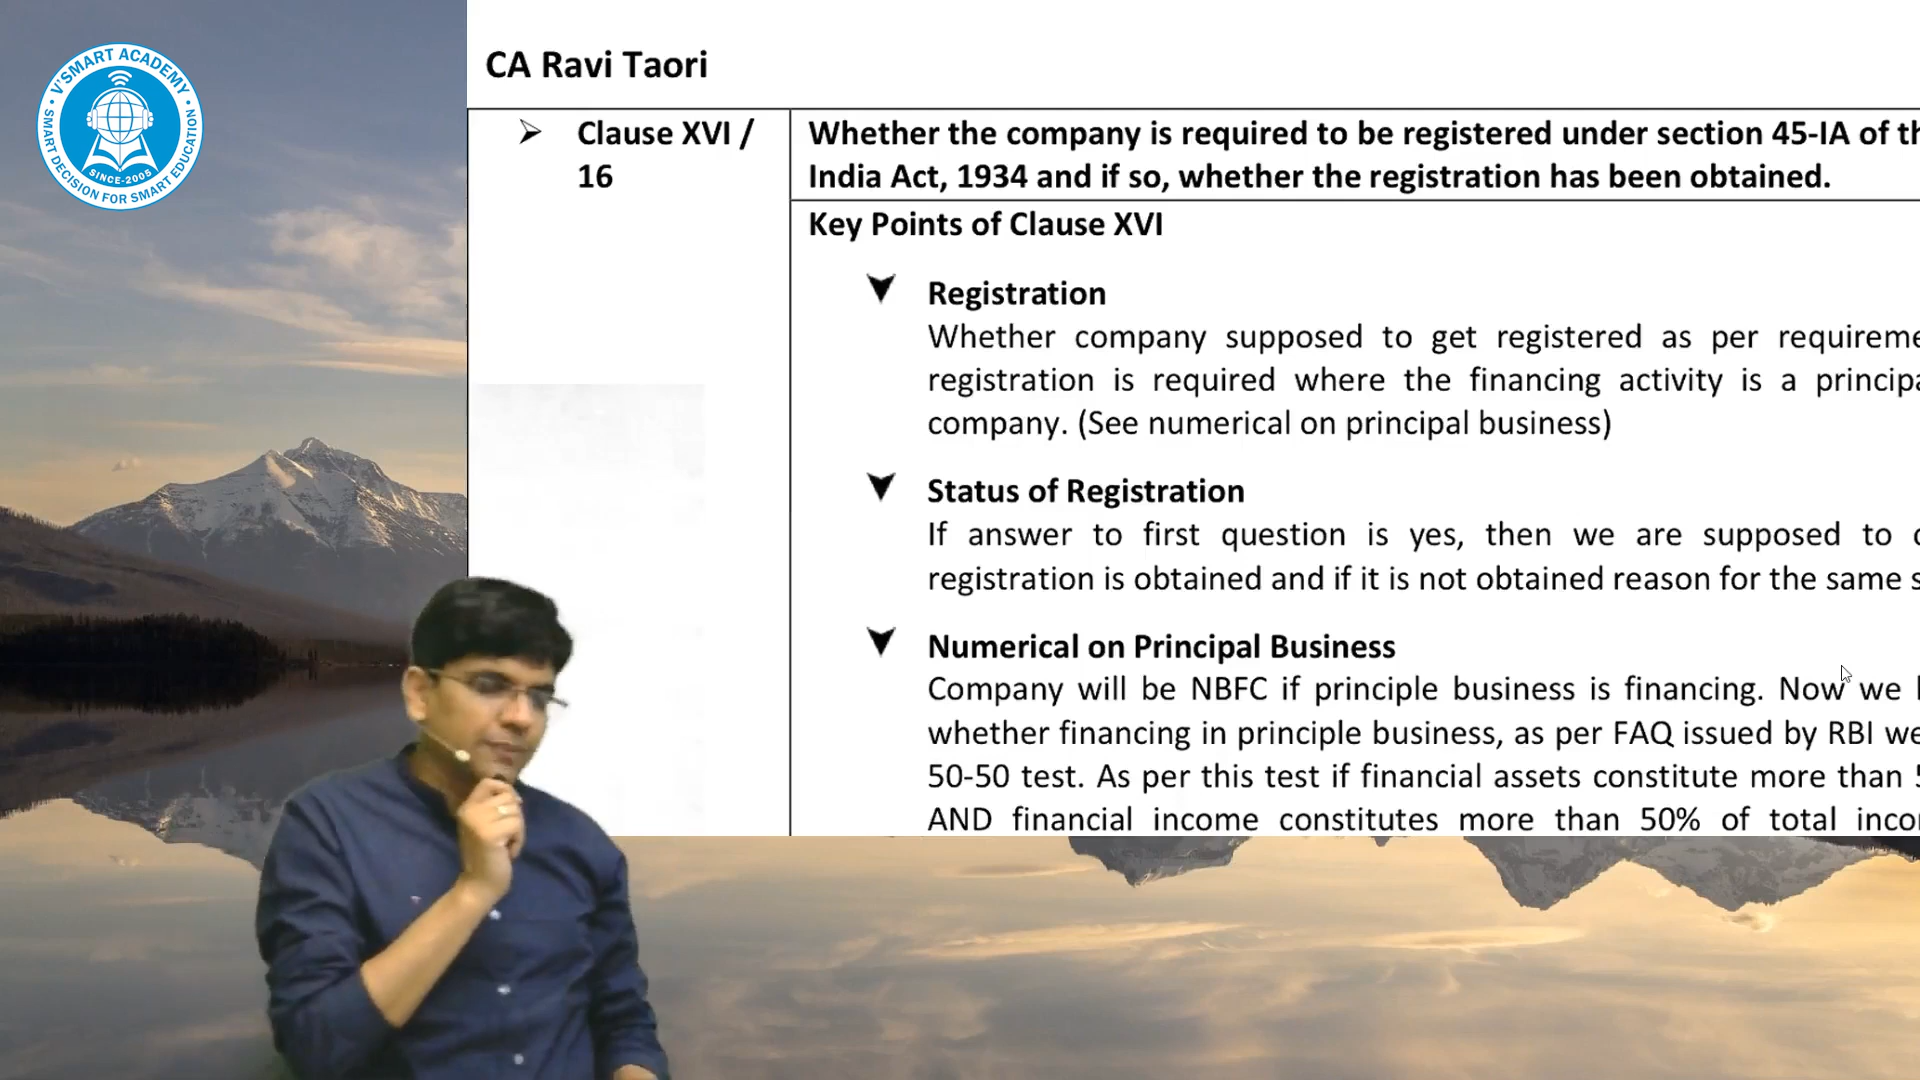 V'SMART ACADEMY
SINCE-2005
SMART DECISION FOR SMART EDUCATION
CA Ravi Taori
Clause XVI /
16
Whether the company is required to be registered under section 45-IA of
India Act, 1934 and if so, whether the registration has been obtained.
Key Points of Clause XVI
Registration
Whether company supposed to get registered as per
registration is required where the financing activity is a
company. (See numerical on principal business)
Status of Registration
If answer to first question is yes, then we are supposed to
registration is obtained and if it is not obtained reason for the same
Numerical on Principal Business
Company will be NBFC if principle business is financing. Now we
whether financing in principle business, as per FAQ issued by RBI
50-50 test. As per this test if financial assets constitute more than
AND financial income constitutes more than 50% of total